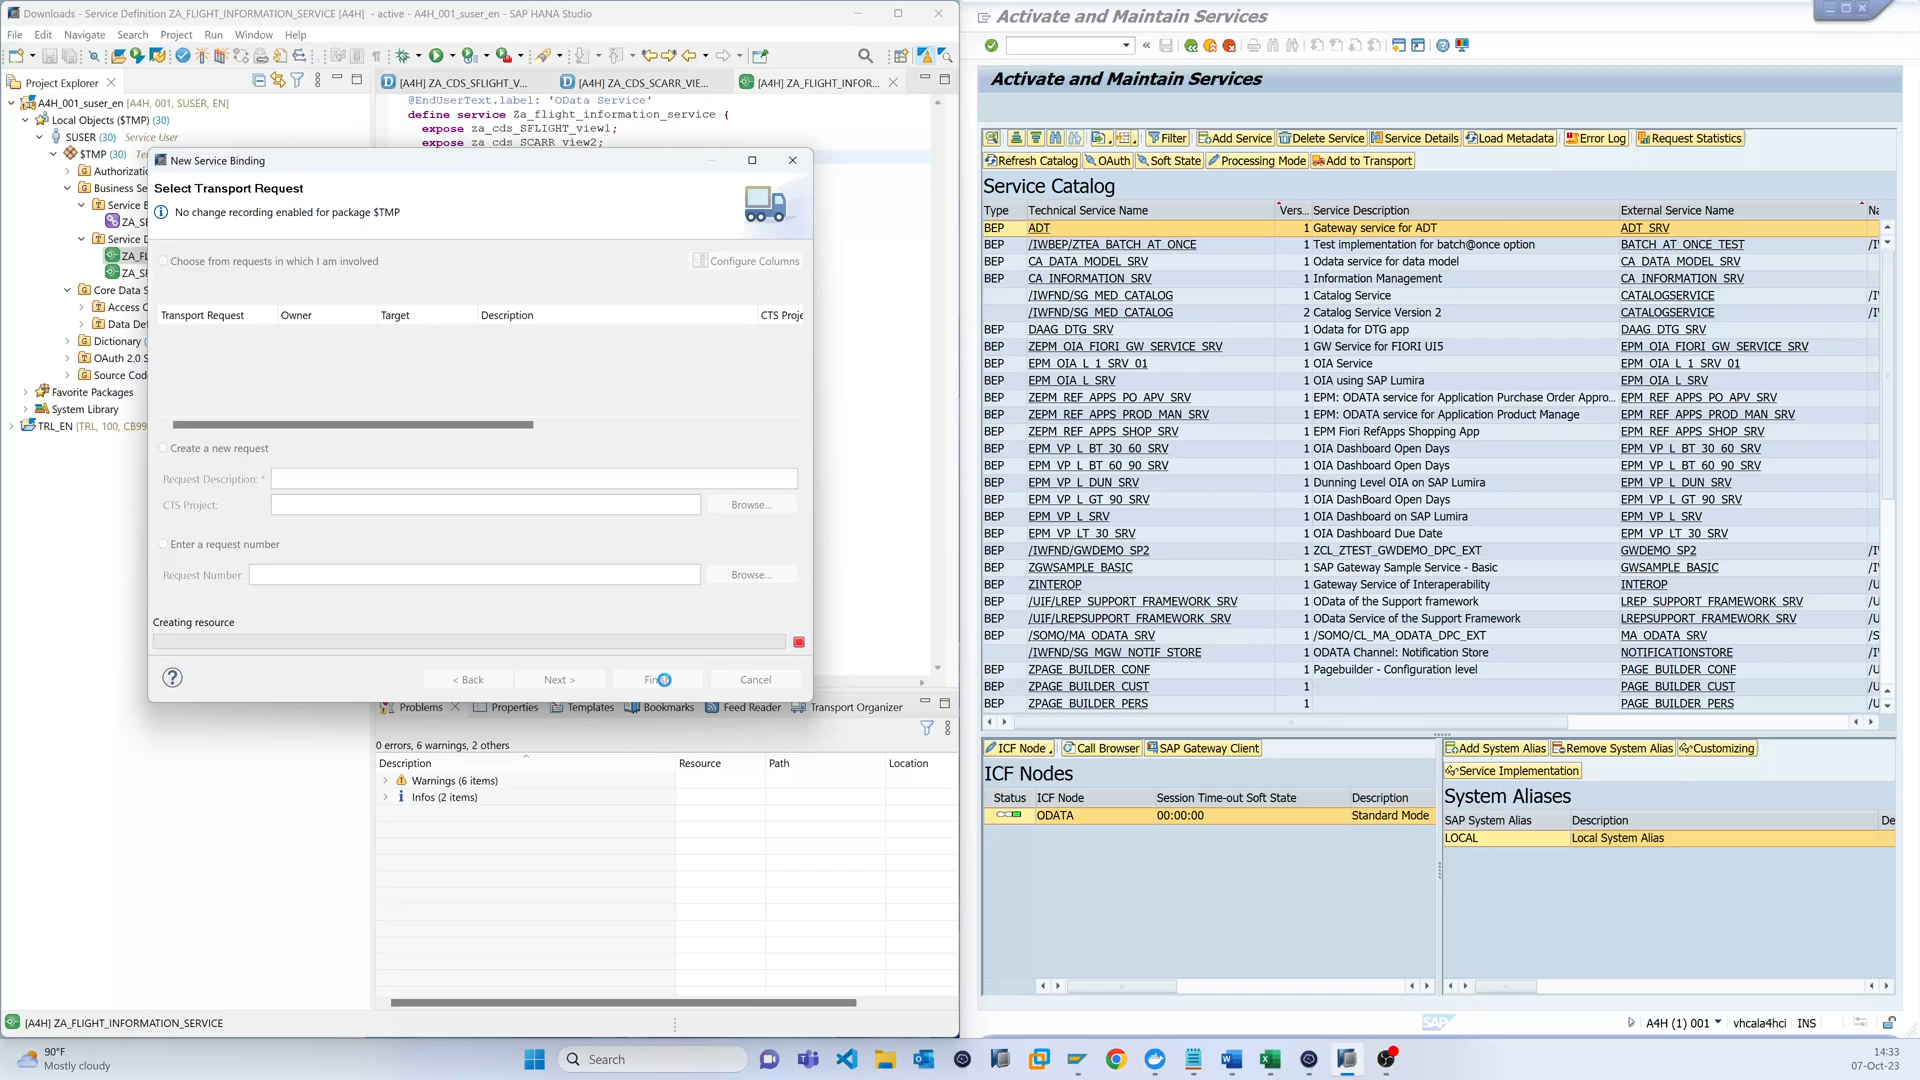 Downloads - Service Definition ZA_FLIGHT_INFORMATION_SERVICE [A4H] - active - A4H_001_suser_en - SAP HANA Studio
File Edit Navigate Search Project Run Window Help
Project Explorer
[A4H] ZA_CDS_SFLIGHT_V...
[A4H] ZA_CDS_SCARR_VIE...
[A4H] ZA_FLIGHT_INFOR...
A4H_001_suser_en [A4H, 001, SUSER, EN]
Local Objects ($TMP) (30)
SUSER (30) Service User
$TMP (30)
Authorizatio
Business Se
Service B
ZA_SF
Service D
ZA_FL
ZA_SF
Core Data S
Access C
Data Def
Dictionary (
OAuth 2.0 S
Source Cod
Favorite Packages
System Library
TRL_EN [TRL, 100, CB99
@EndUserText.label: 'OData Service'
define service Za_flight_information_service {
expose za_cds_SFLIGHT_view1;
expose za_cds_SCARR_view2;
New Service Binding
Select Transport Request
No change recording enabled for package $TMP
Choose from requests in which I am involved
Configure Columns
Transport Request Owner Target Description CTS Proje
Create a new request
Request Description: *
CTS Project:
Browse...
Enter a request number
Request Number:
Browse...
Creating resource
< Back
Next >
Finish
Cancel
Problems Properties Templates Bookmarks Feed Reader Transport Organizer
0 errors, 6 warnings, 2 others
Description Resource Path Location
Warnings (6 items)
Infos (2 items)
[A4H] ZA_FLIGHT_INFORMATION_SERVICE
Activate and Maintain Services
Activate and Maintain Services
Filter Add Service Delete Service Service Details Load Metadata Error Log Request Statistics
Refresh Catalog OAuth Soft State Processing Mode Add to Transport
Service Catalog
Type Technical Service Name Vers... Service Description External Service Name Na
BEP ADT 1 Gateway service for ADT ADT_SRV
BEP /IWBEP/ZTEA_BATCH_AT_ONCE 1 Test implementation for batch@once option BATCH_AT_ONCE_TEST /I
BEP CA_DATA_MODEL_SRV 1 Odata service for data model CA_DATA_MODEL_SRV
BEP CA_INFORMATION_SRV 1 Information Management CA_INFORMATION_SRV
/IWFND/SG_MED_CATALOG 1 Catalog Service CATALOGSERVICE /I
/IWFND/SG_MED_CATALOG 2 Catalog Service Version 2 CATALOGSERVICE /I
BEP DAAG_DTG_SRV 1 Odata for DTG app DAAG_DTG_SRV
BEP ZEPM_OIA_FIORI_GW_SERVICE_SRV 1 GW Service for FIORI UI5 EPM_OIA_FIORI_GW_SERVICE_SRV
BEP EPM_OIA_L_1_SRV_01 1 OIA Service EPM_OIA_L_1_SRV_01
BEP EPM_OIA_L_SRV 1 OIA using SAP Lumira EPM_OIA_L_SRV
BEP ZEPM_REF_APPS_PO_APV_SRV 1 EPM: ODATA service for Application Purchase Order Appro... EPM_REF_APPS_PO_APV_SRV
BEP ZEPM_REF_APPS_PROD_MAN_SRV 1 EPM: ODATA service for Application Product Manage EPM_REF_APPS_PROD_MAN_SRV
BEP ZEPM_REF_APPS_SHOP_SRV 1 EPM Fiori RefApps Shopping App EPM_REF_APPS_SHOP_SRV
BEP EPM_VP_L_BT_30_60_SRV 1 OIA Dashboard Open Days EPM_VP_L_BT_30_60_SRV
BEP EPM_VP_L_BT_60_90_SRV 1 OIA Dashboard Open Days EPM_VP_L_BT_60_90_SRV
BEP EPM_VP_L_DUN_SRV 1 Dunning Level OIA on SAP Lumira EPM_VP_L_DUN_SRV
BEP EPM_VP_L_GT_90_SRV 1 OIA DashBoard Open Days EPM_VP_L_GT_90_SRV
BEP EPM_VP_L_SRV 1 OIA Dashboard on SAP Lumira EPM_VP_L_SRV
BEP EPM_VP_LT_30_SRV 1 OIA Dashboard Due Date EPM_VP_LT_30_SRV
BEP /IWFND/GWDEMO_SP2 1 ZCL_ZTEST_GWDEMO_DPC_EXT GWDEMO_SP2 /I
BEP ZGWSAMPLE_BASIC 1 SAP Gateway Sample Service - Basic GWSAMPLE_BASIC /I
BEP ZINTEROP 1 Gateway Service of Interaperability INTEROP /U
BEP /UIF/LREP_SUPPORT_FRAMEWORK_SRV 1 OData of the Support framework LREP_SUPPORT_FRAMEWORK_SRV /U
BEP /UIF/LREPSUPPORT_FRAMEWORK_SRV 1 OData Service of the Support Framework LREPSUPPORT_FRAMEWORK_SRV /U
BEP /SOMO/MA_ODATA_SRV 1 /SOMO/CL_MA_ODATA_DPC_EXT MA_ODATA_SRV /S
/IWFND/SG_MGW_NOTIF_STORE 1 ODATA Channel: Notification Store NOTIFICATIONSTORE /I
BEP ZPAGE_BUILDER_CONF 1 Pagebuilder - Configuration level PAGE_BUILDER_CONF /U
BEP ZPAGE_BUILDER_CUST 1 PAGE_BUILDER_CUST /U
BEP ZPAGE_BUILDER_PERS 1 PAGE_BUILDER_PERS /U
ICF Node Call Browser SAP Gateway Client
ICF Nodes
Status ICF Node Session Time-out Soft State Description
ODATA 00:00:00 Standard Mode
Add System Alias Remove System Alias Customizing
Service Implementation
System Aliases
SAP System Alias Description De
LOCAL Local System Alias
SAP
A4H (1) 001 vhcala4hci INS
90°F
Mostly cloudy
Search
14:33
07-Oct-23